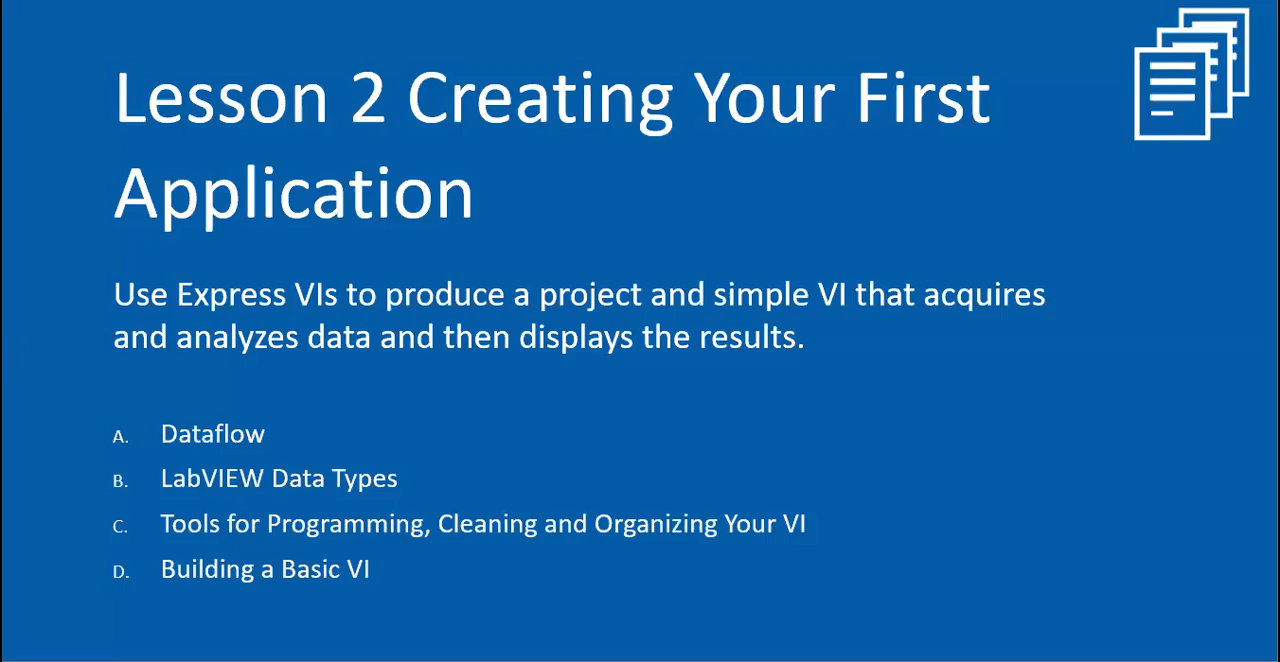 Lesson 2 Creating Your First
Application
Use Express VIs to produce a project and simple VI that acquires
and analyzes data and then displays the results.
A. Dataflow
B. LabVIEW Data Types
C. Tools for Programming, Cleaning and Organizing Your VI
D. Building a Basic VI